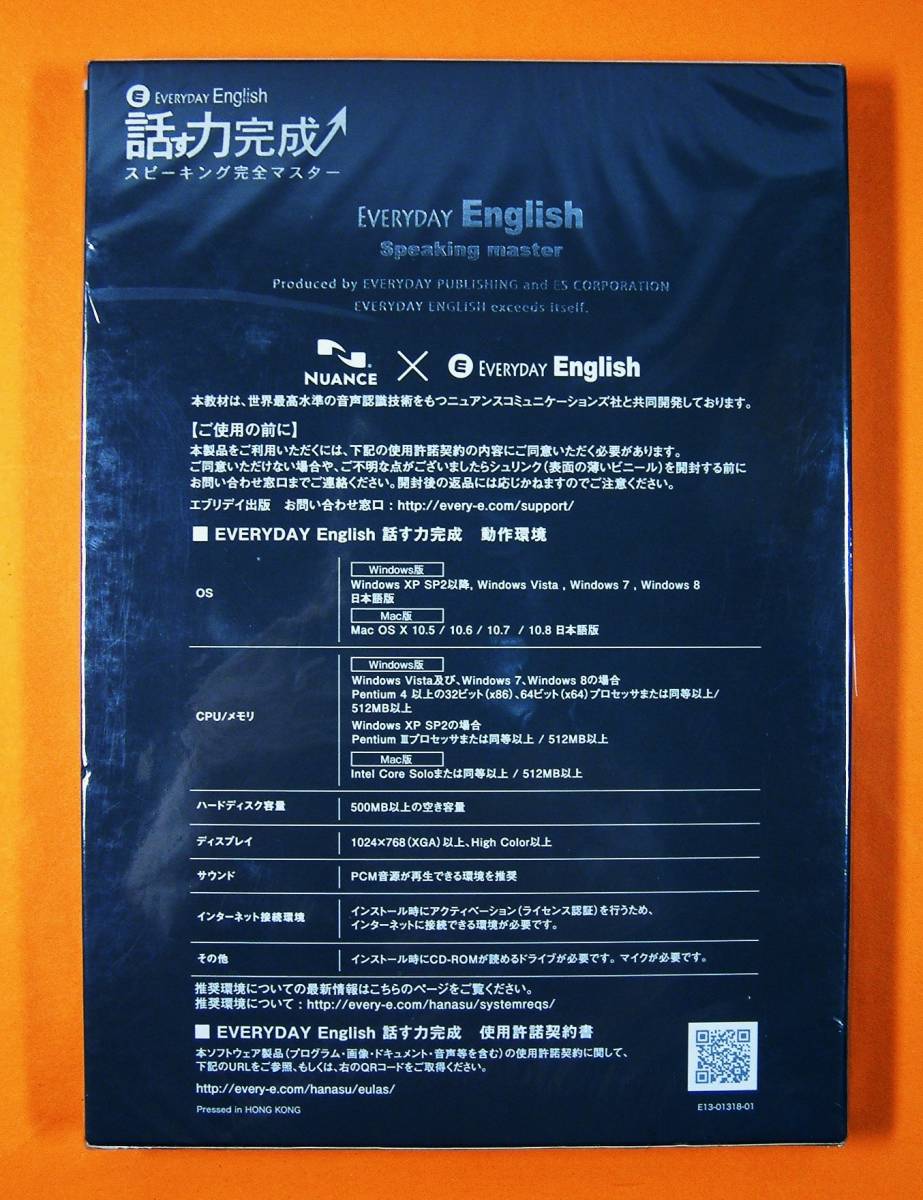 E EVERYDAY English
話す力完成
スピーキング完全マスター
EVERYDAY English
Speaking master
Produced by EVERYDAY PUBLISHING and ES CORPORATION
EVERYDAY ENGLISH exceeds itself.
NUANCE × E EVERYDAY English
本教材は、世界最高水準の音声認識技術をもつニュアンスコミュニケーションズ社と共同開発しております。
【ご使用の前に】
本製品をご利用いただくには、下記の使用許諾契約の内容にご同意いただく必要があります。
ご同意いただけない場合や、ご不明な点がございましたらシュリンク(表面の薄いビニール)を開封する前に
お問い合わせ窓口までご連絡ください。開封後の返品には応じかねますのでご注意ください。
エブリデイ出版 お問い合わせ窓口:http://every-e.com/support/
■ EVERYDAY English 話す力完成 動作環境
OS
Windows版
Windows XP SP2以降, Windows Vista , Windows 7 , Windows 8
日本語版
Mac版
Mac OS X 10.5 / 10.6 / 10.7 / 10.8 日本語版
CPU/メモリ
Windows版
Windows Vista及び、Windows 7、Windows 8の場合
Pentium 4 以上の32ビット(x86)、64ビット(x64)プロセッサまたは同等以上/
512MB以上
Windows XP SP2の場合
Pentium Ⅲプロセッサまたは同等以上 / 512MB以上
Mac版
Intel Core Soloまたは同等以上 / 512MB以上
ハードディスク容量
500MB以上の空き容量
ディスプレイ
1024×768(XGA)以上、High Color以上
サウンド
PCM音源が再生できる環境を推奨
インターネット接続環境
インストール時にアクティベーション(ライセンス認証)を行うため、
インターネットに接続できる環境が必要です。
その他
インストール時にCD-ROMが読めるドライブが必要です。マイクが必要です。
推奨環境についての最新情報はこちらのページをご覧ください。
推奨環境について:http://every-e.com/hanasu/systemreqs/
■ EVERYDAY English 話す力完成 使用許諾契約書
本ソフトウェア製品(プログラム・画像・ドキュメント・音声等を含む)の使用許諾契約に関して、
下記のURLをご参照、もしくは、右のQRコードをご取得ください。
http://every-e.com/hanasu/eulas/
Pressed in HONG KONG
E13-01318-01